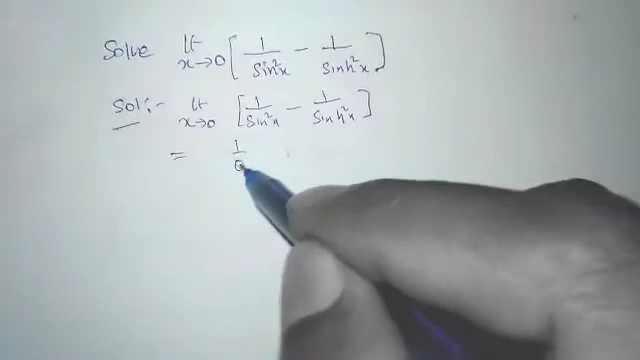 Solve lt x→0 [ 1/sin²x − 1/sinh²x ]
Sol:- lt x→0 [ 1/sin²x − 1/sinh²x ]
= 1/0